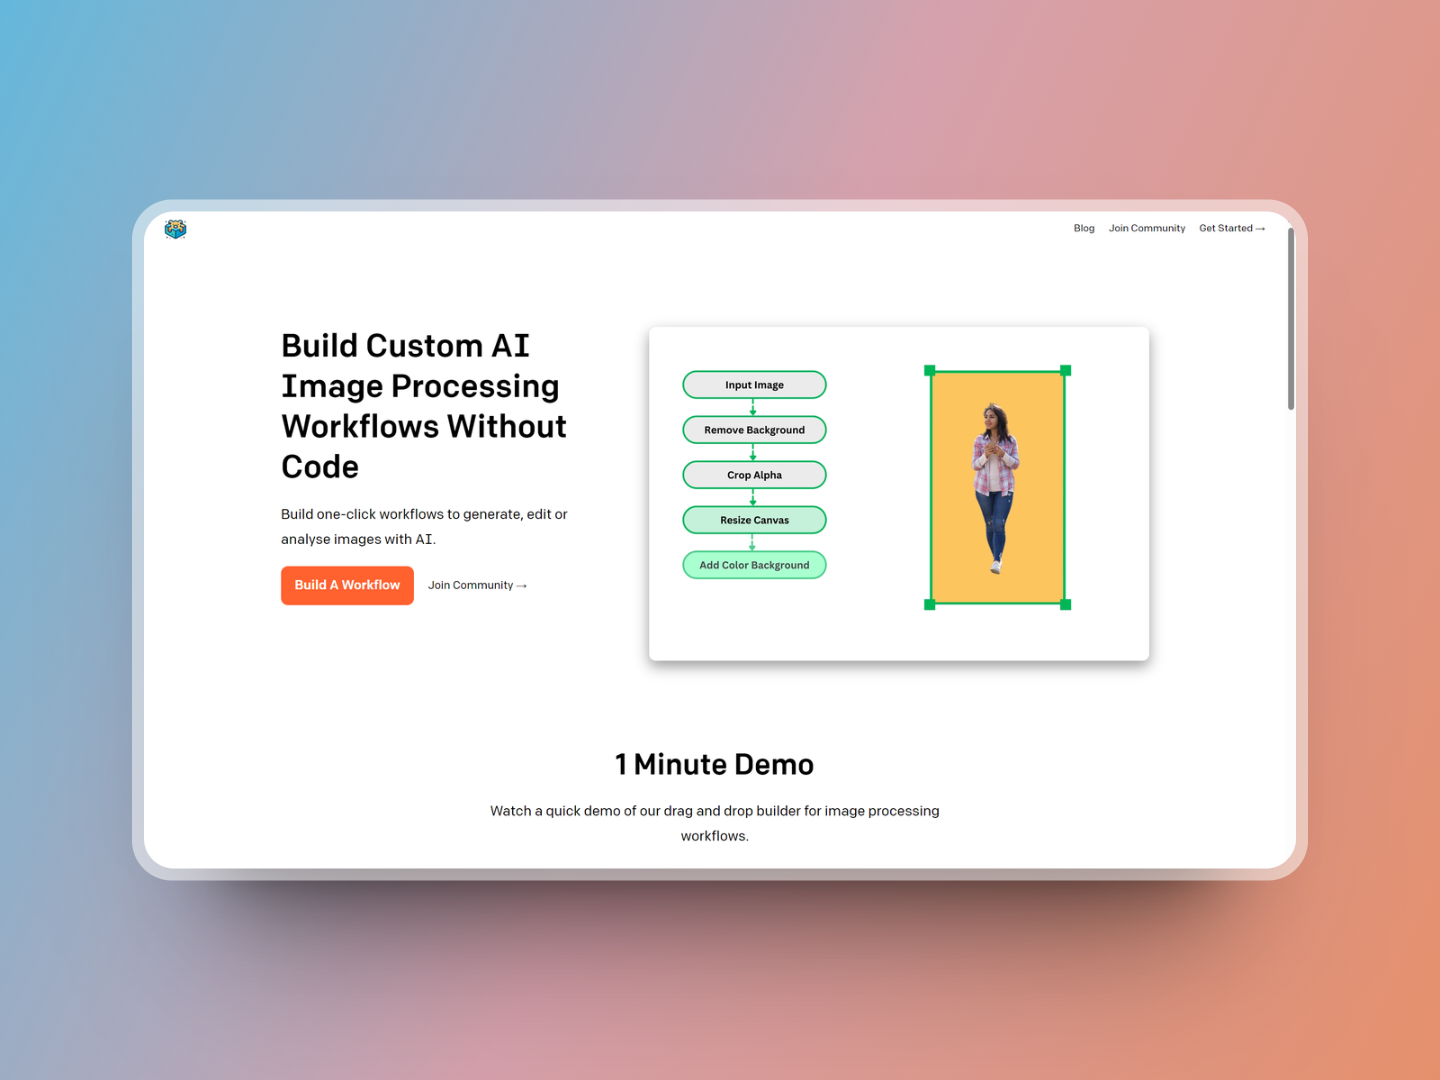 Blog
Join Community
Get Started →
Build Custom AI
Image Processing
Workflows Without
Code
Build one-click workflows to generate, edit or
analyse images with AI.
Build A Workflow
Join Community →
Input Image
Remove Background
Crop Alpha
Resize Canvas
Add Color Background
1 Minute Demo
Watch a quick demo of our drag and drop builder for image processing
workflows.